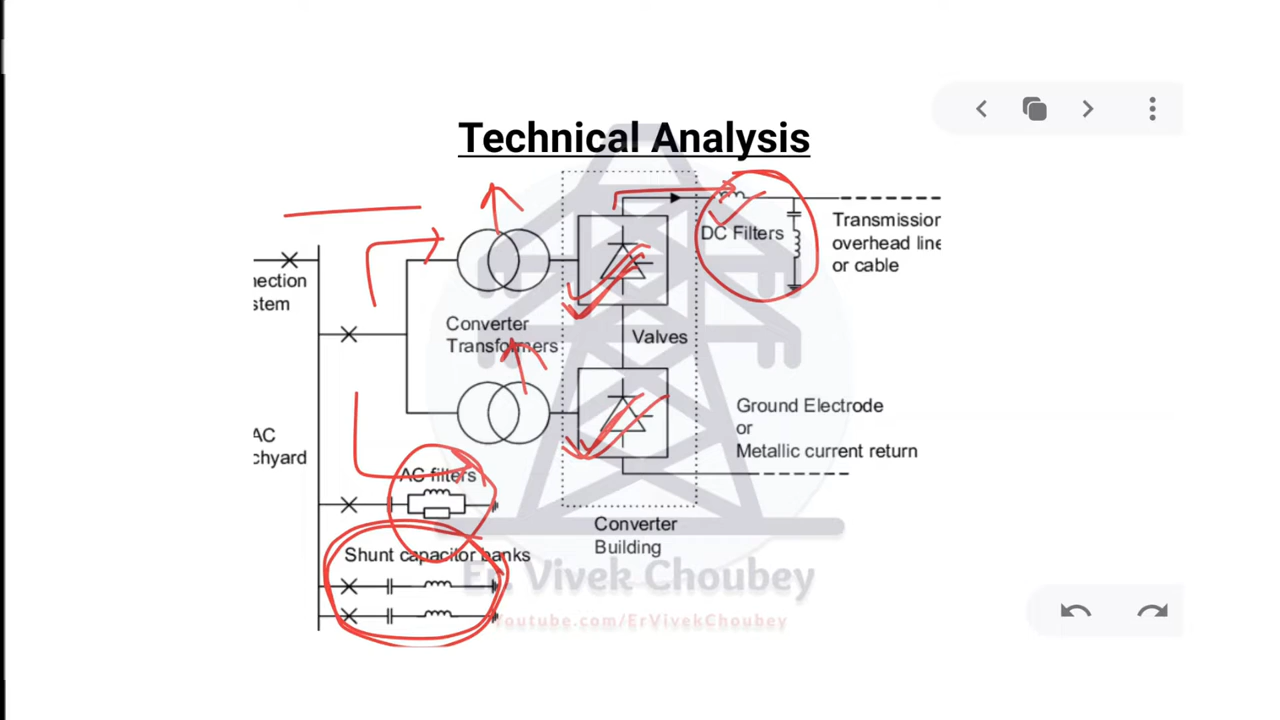 Technical Analysis
DC Filters
Transmission
overhead line
or cable
nection
stem
Converter
Transformers
Valves
Ground Electrode
or
Metallic current return
AC
chyard
AC filters
Shunt capacitor banks
Converter
Building
Er. Vivek Choubey
Youtube.com/ErVivekChoubey